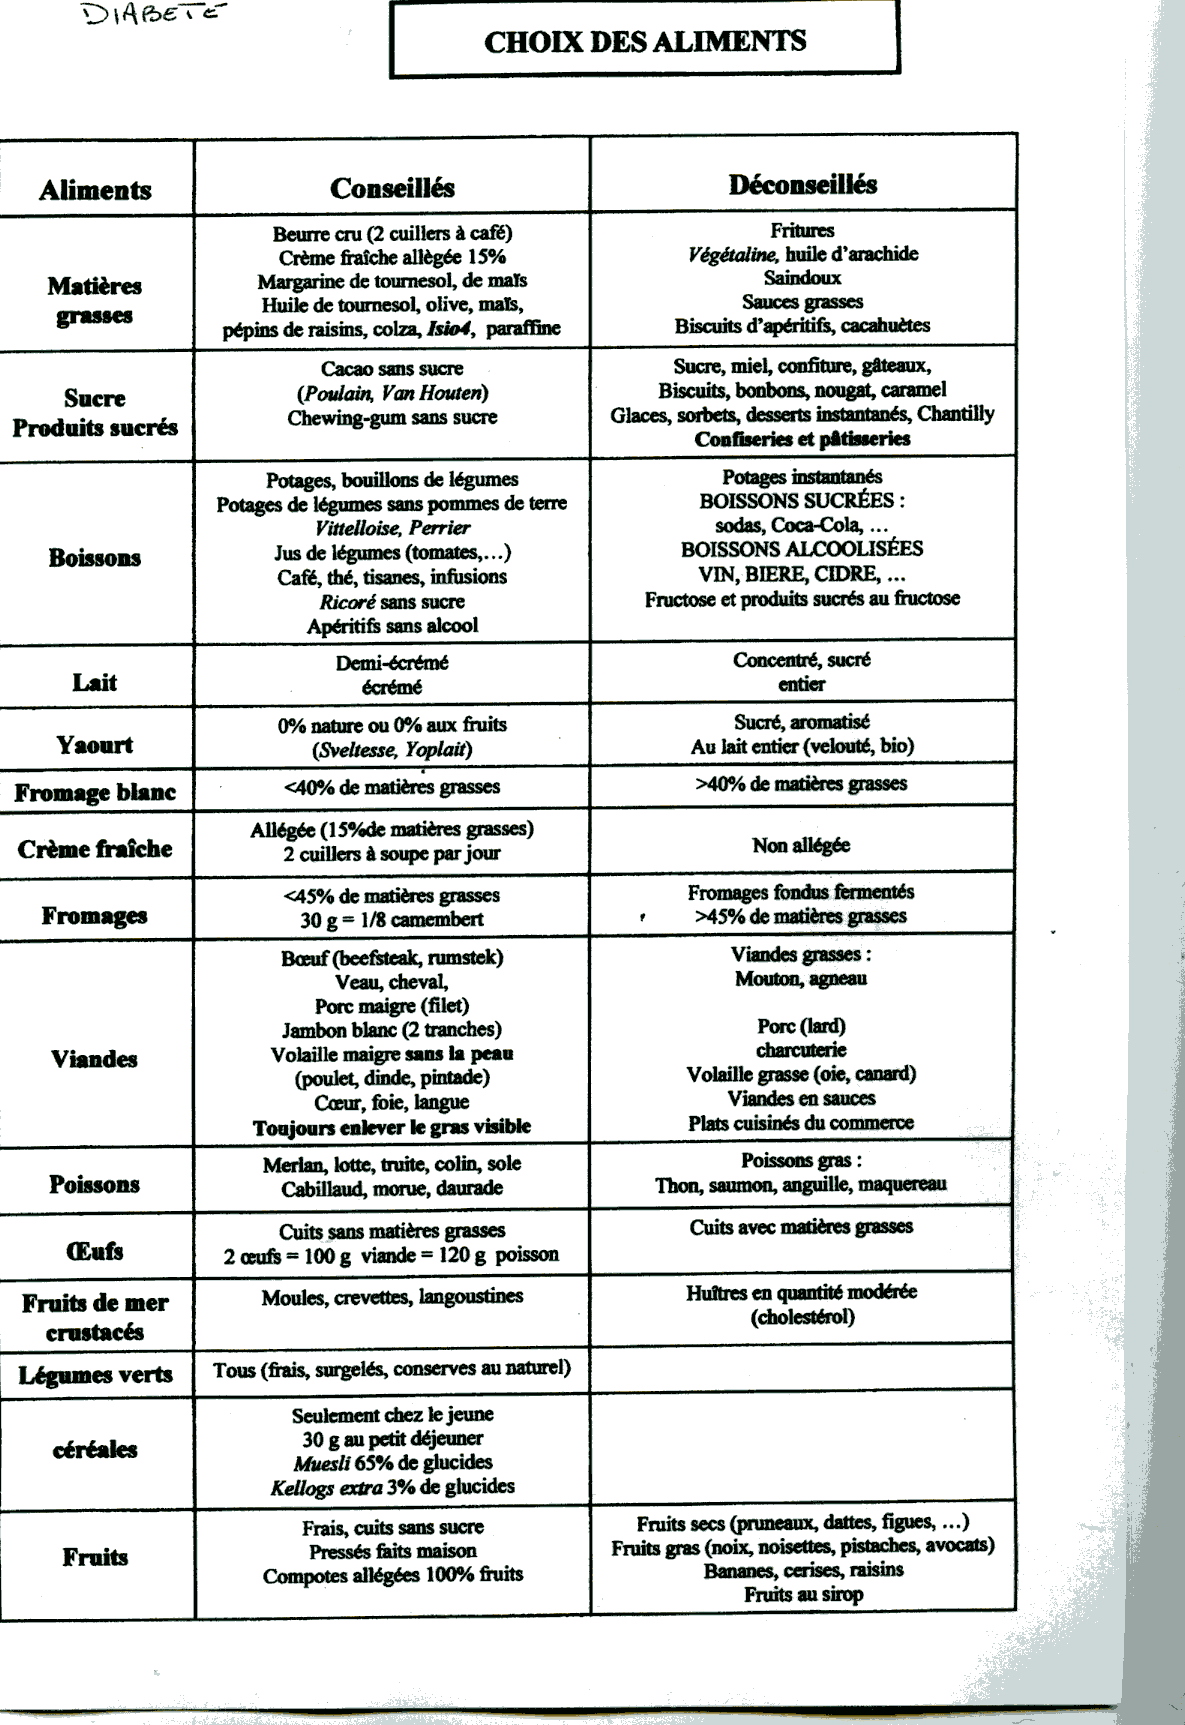 DIABETE
CHOIX DES ALIMENTS
Aliments
Conseillés
Déconseillés
Matières
grasses
Beurre cru (2 cuillers à café)
Crème fraîche allègée 15%
Margarine de tournesol, de maïs
Huile de tournesol, olive, maïs,
pépins de raisins, colza, Isio4, paraffine
Fritures
Végétaline, huile d'arachide
Saindoux
Sauces grasses
Biscuits d'apéritifs, cacahuètes
Sucre
Produits sucrés
Cacao sans sucre
(Poulain, Van Houten)
Chewing-gum sans sucre
Sucre, miel, confiture, gâteaux,
Biscuits, bonbons, nougat, caramel
Glaces, sorbets, desserts instantanés, Chantilly
Confiseries et pâtisseries
Boissons
Potages, bouillons de légumes
Potages de légumes sans pommes de terre
Vittelloise, Perrier
Jus de légumes (tomates,...)
Café, thé, tisanes, infusions
Ricoré sans sucre
Apéritifs sans alcool
Potages instantanés
BOISSONS SUCRÉES :
sodas, Coca-Cola, ...
BOISSONS ALCOOLISÉES
VIN, BIERE, CIDRE, ...
Fructose et produits sucrés au fructose
Lait
Demi-écrémé
écrémé
Concentré, sucré
entier
Yaourt
0% nature ou 0% aux fruits
(Sveltesse, Yoplait)
Sucré, aromatisé
Au lait entier (velouté, bio)
Fromage blanc
<40% de matières grasses
>40% de matières grasses
Crème fraîche
Allégée (15%de matières grasses)
2 cuillers à soupe par jour
Non allégée
Fromages
<45% de matières grasses
30 g = 1/8 camembert
Fromages fondus fermentés
>45% de matières grasses
Viandes
Bœuf (beefsteak, rumstek)
Veau, cheval,
Porc maigre (filet)
Jambon blanc (2 tranches)
Volaille maigre sans la peau
(poulet, dinde, pintade)
Cœur, foie, langue
Toujours enlever le gras visible
Viandes grasses :
Mouton, agneau
Porc (lard)
charcuterie
Volaille grasse (oie, canard)
Viandes en sauces
Plats cuisinés du commerce
Poissons
Merlan, lotte, truite, colin, sole
Cabillaud, morue, daurade
Poissons gras :
Thon, saumon, anguille, maquereau
Œufs
Cuits sans matières grasses
2 œufs = 100 g viande = 120 g poisson
Cuits avec matières grasses
Fruits de mer
crustacés
Moules, crevettes, langoustines
Huîtres en quantité modérée
(cholestérol)
Légumes verts
Tous (frais, surgelés, conserves au naturel)
céréales
Seulement chez le jeune
30 g au petit déjeuner
Muesli 65% de glucides
Kellogs extra 3% de glucides
Fruits
Frais, cuits sans sucre
Pressés faits maison
Compotes allégées 100% fruits
Fruits secs (pruneaux, dattes, figues, ...)
Fruits gras (noix, noisettes, pistaches, avocats)
Bananes, cerises, raisins
Fruits au sirop